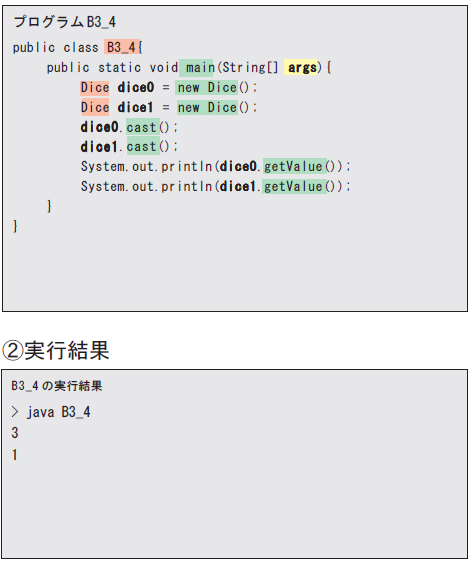 プログラムB3_4
public class B3_4{
public static void main(String[] args){
Dice dice0 = new Dice();
Dice dice1 = new Dice();
dice0.cast();
dice1.cast();
System.out.println(dice0.getValue());
System.out.println(dice1.getValue());
}
}
②実行結果
B3_4の実行結果
> java B3_4
3
1